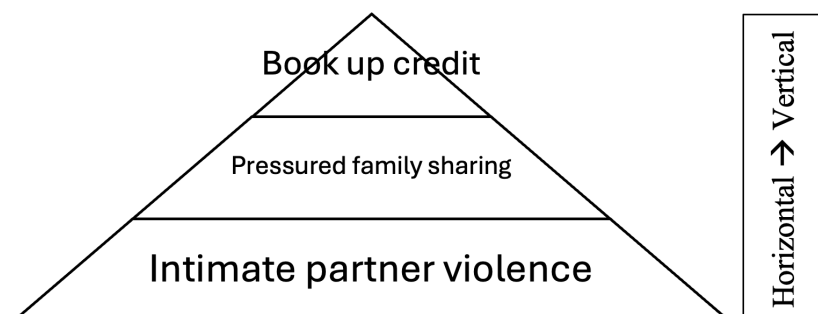 Book up credit
Pressured family sharing
Intimate partner violence
Horizontal → Vertical